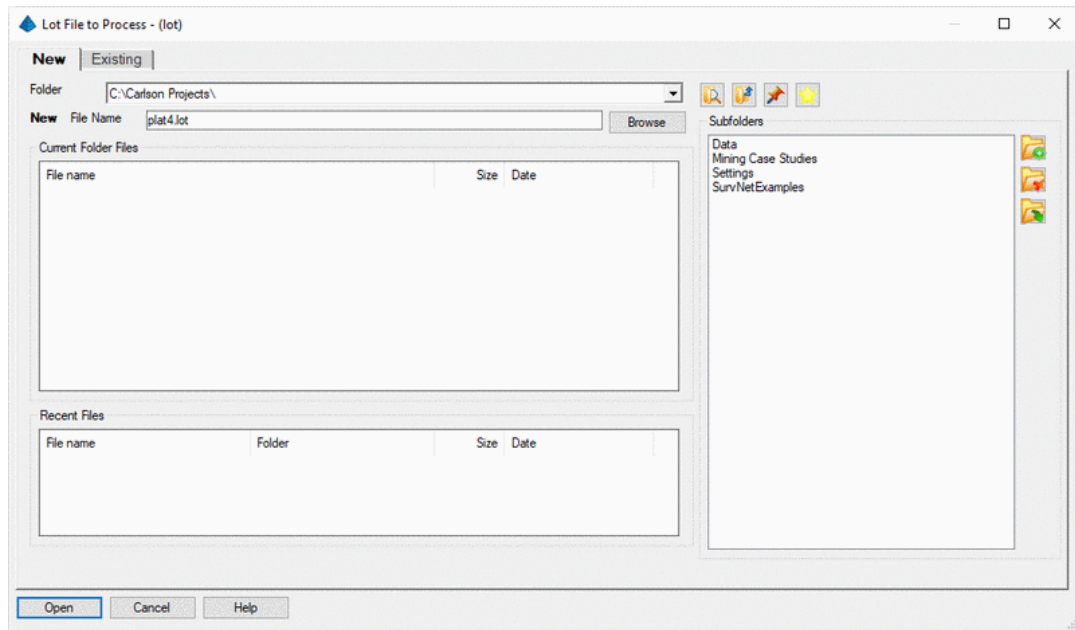 Lot File to Process - (lot)
New Existing
Folder C:\Carlson Projects\
New File Name plat4.lot Browse
Subfolders
Current Folder Files
File name Size Date
Data
Mining Case Studies
Settings
SurvNetExamples
Recent Files
File name Folder Size Date
Open Cancel Help